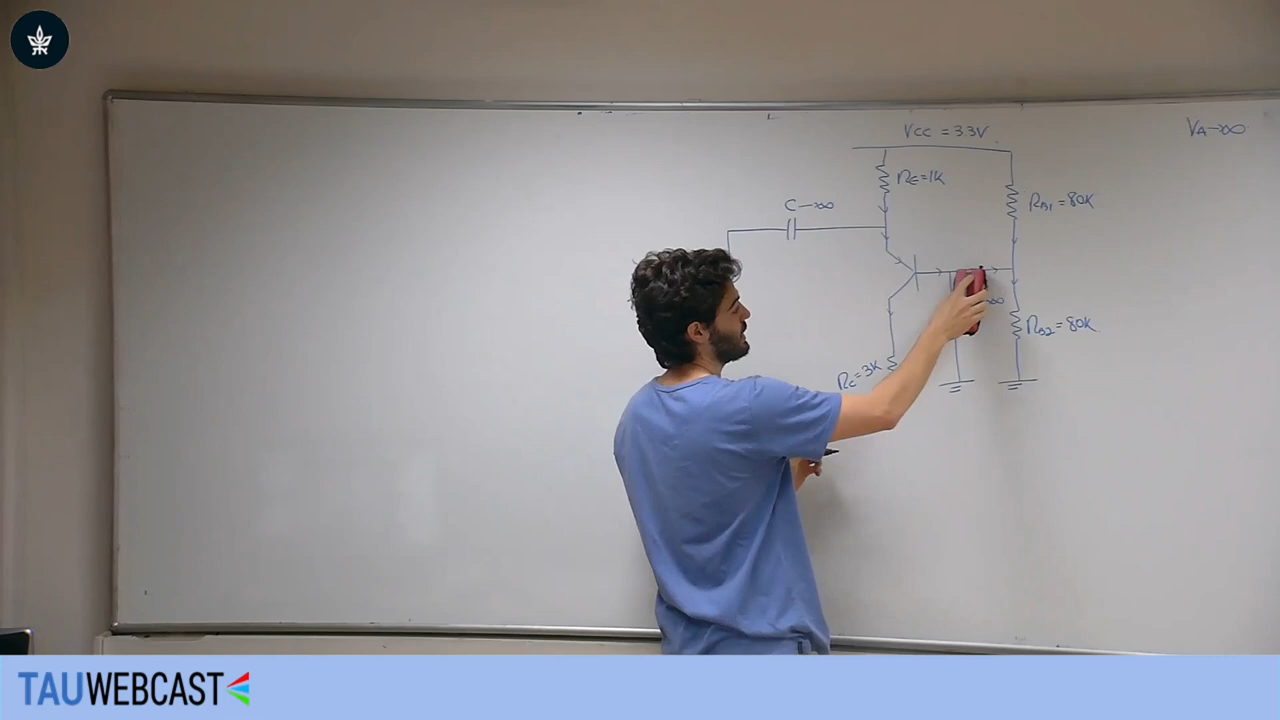 VCC = 33V
VA→∞
RE=1K
RB1=80K
C→∞
∞
RB2=80K
RC=3K
TAUWEBCAST